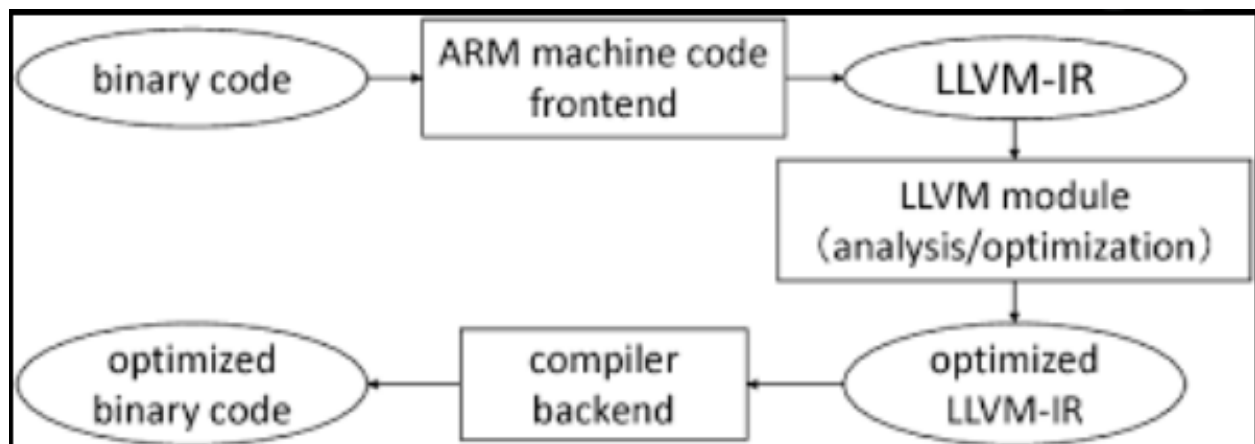 binary code
ARM machine code
frontend
LLVM-IR
LLVM module
（analysis/optimization）
optimized
LLVM-IR
compiler
backend
optimized
binary code